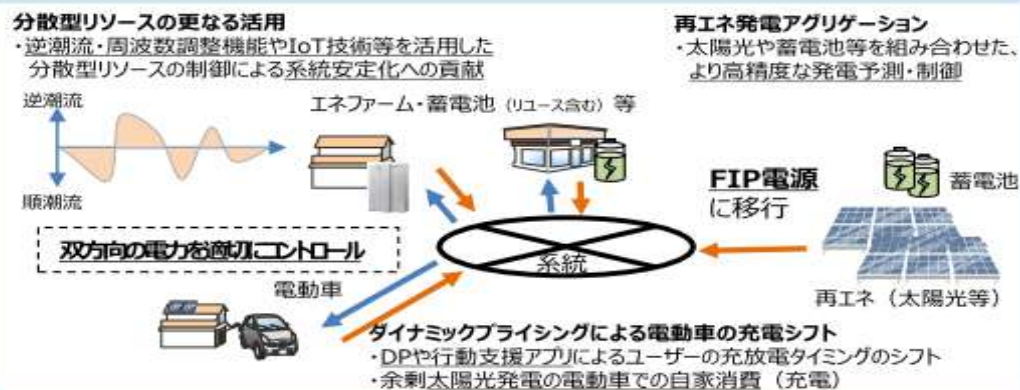 分散型リソースの更なる活用
・逆潮流・周波数調整機能やIoT技術等を活用した
分散型リソースの制御による系統安定化への貢献
再エネ発電アグリゲーション
・太陽光や蓄電池等を組み合わせた、
より高精度な発電予測・制御
逆潮流
順潮流
エネファーム・蓄電池（リユース含む）等
FIP電源
に移行
蓄電池
双方向の電力を適切にコントロール
系統
電動車
再エネ（太陽光等）
ダイナミックプライシングによる電動車の充電シフト
・DPや行動支援アプリによるユーザーの充放電タイミングのシフト
・余剰太陽光発電の電動車での自家消費（充電）